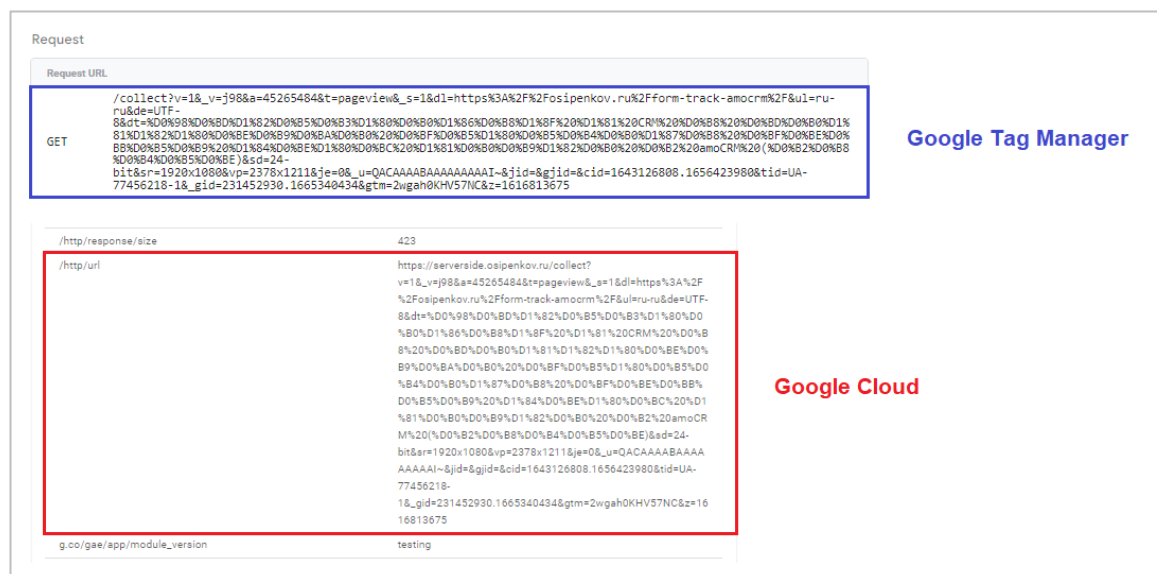 Request
Request URL
/collect?v=1&_v=j98&a=45265484&t=pageview&_s=1&dl=https%3A%2F%2Fosipenkov.ru%2Fform-track-amocrm%2F&ul=ru-
ru&de=UTF-
8&dt=%D0%98%D0%BD%D1%82%D0%B5%D0%B3%D1%80%D0%B0%D1%86%D0%B8%D1%8F%20%D1%81%20CRM%20%D0%B8%20%D0%BD%D0%B0%D1%
81%D1%82%D1%80%D0%BE%D0%B9%D0%BA%D0%B0%20%D0%BF%D0%B5%D1%80%D0%B5%D0%B4%D0%B0%D1%87%D0%B8%20%D0%BF%D0%BE%D0%
GET
BB%D0%B5%D0%B9%20%D1%84%D0%BE%D1%80%D0%BC%20%D1%81%D0%B0%D0%B9%D1%82%D0%B0%20%D0%B2%20amoCRM%20(%D0%B2%D0%B8
%D0%B4%D0%B5%D0%BE)&sd=24-
bit&sr=1920x1080&vp=2378x1211&je=0&_u=QACAAAABAAAAAAAAAI~&jid=&gjid=&cid=1643126808.1656423980&tid=UA-
77456218-1&_gid=231452930.1665340434&gtm=2wgah0KHV57NC&z=1616813675
Google Tag Manager
/http/response/size 423
/http/url https://serverside.osipenkov.ru/collect?
v=1&_v=j98&a=45265484&t=pageview&_s=1&dl=https%3A%2F
%2Fosipenkov.ru%2Fform-track-amocrm%2F&ul=ru-ru&de=UTF-
8&dt=%D0%98%D0%BD%D1%82%D0%B5%D0%B3%D1%80%D0
%B0%D1%86%D0%B8%D1%8F%20%D1%81%20CRM%20%D0%B
8%20%D0%BD%D0%B0%D1%81%D1%82%D1%80%D0%BE%D0%
B9%D0%BA%D0%B0%20%D0%BF%D0%B5%D1%80%D0%B5%D0
%B4%D0%B0%D1%87%D0%B8%20%D0%BF%D0%BE%D0%BB%
D0%B5%D0%B9%20%D1%84%D0%BE%D1%80%D0%BC%20%D1
%81%D0%B0%D0%B9%D1%82%D0%B0%20%D0%B2%20amoCR
M%20(%D0%B2%D0%B8%D0%B4%D0%B5%D0%BE)&sd=24-
bit&sr=1920x1080&vp=2378x1211&je=0&_u=QACAAAABAAAA
AAAAAI~&jid=&gjid=&cid=1643126808.1656423980&tid=UA-
77456218-
1&_gid=231452930.1665340434&gtm=2wgah0KHV57NC&z=16
16813675
Google Cloud
g.co/gae/app/module_version testing